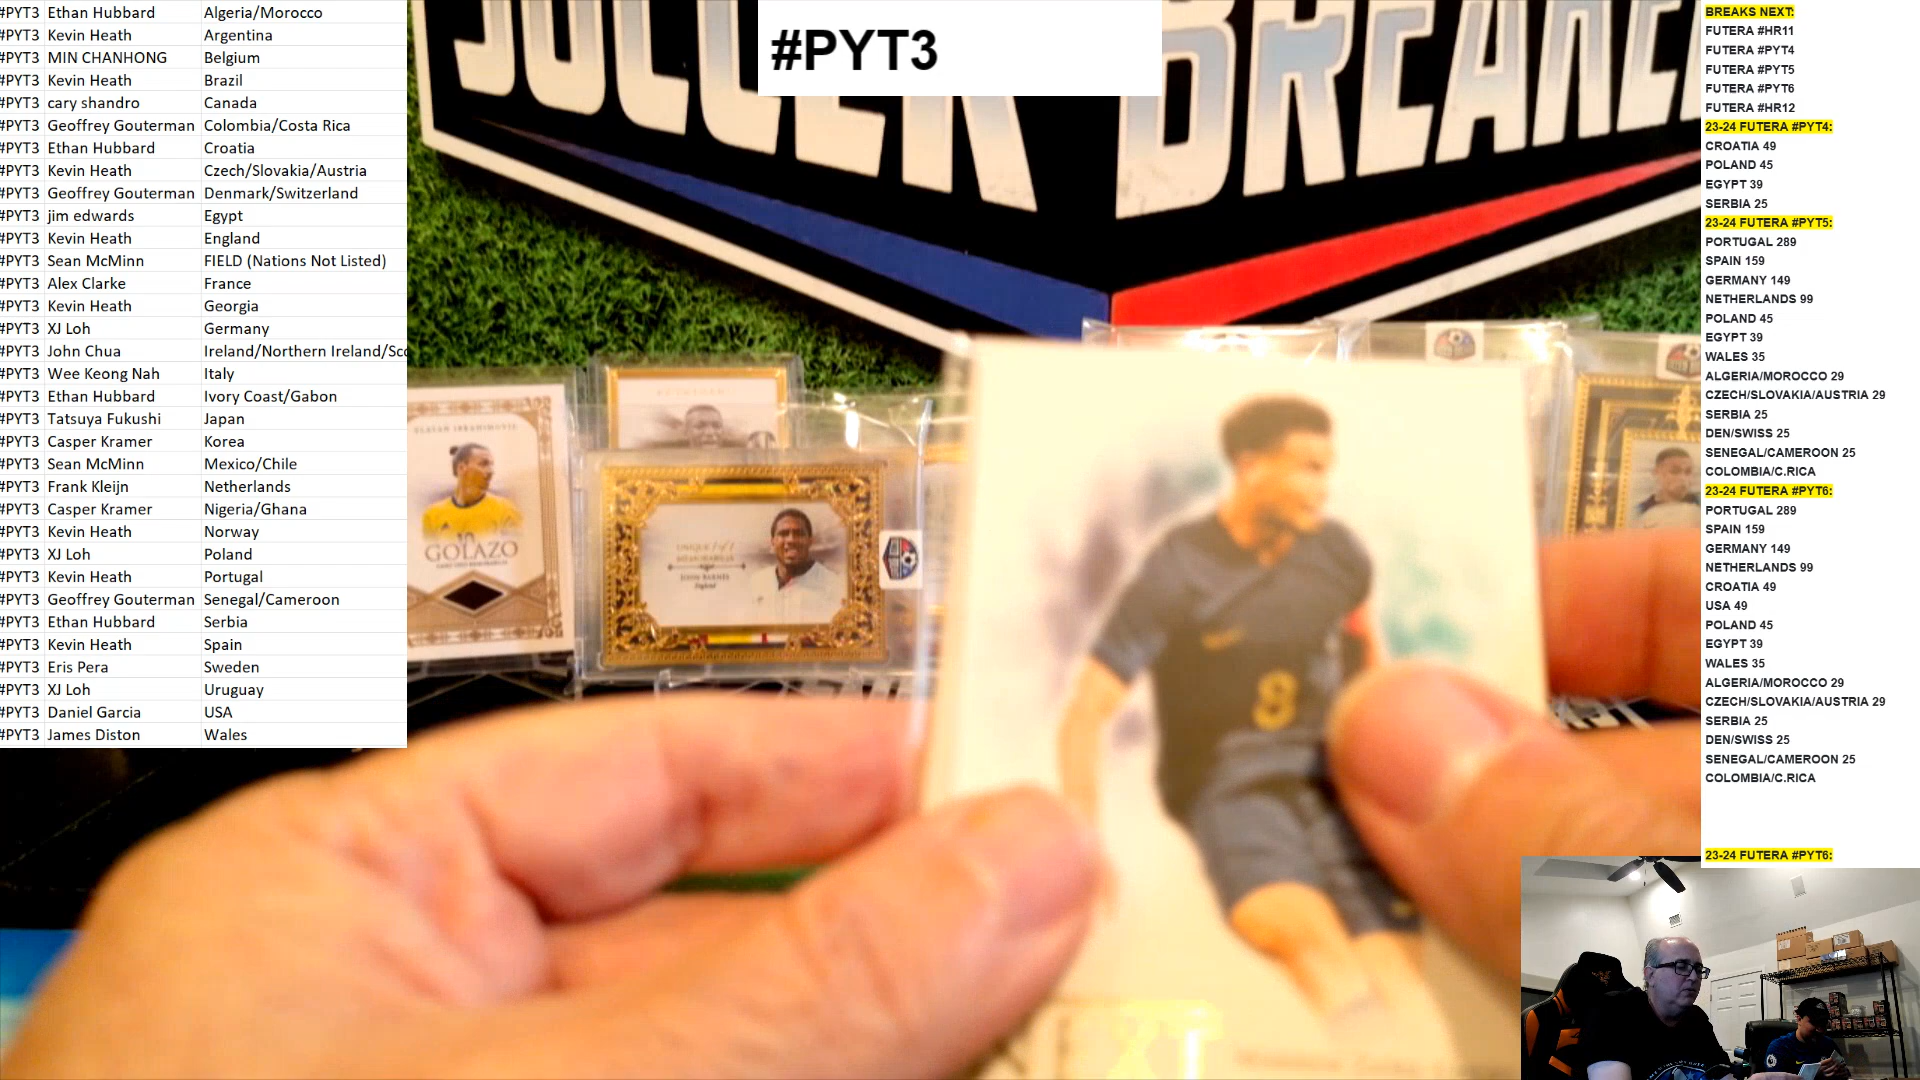 #PYT3 Ethan Hubbard Algeria/Morocco
#PYT3 Kevin Heath Argentina
#PYT3 MIN CHANHONG Belgium
#PYT3 Kevin Heath Brazil
#PYT3 cary shandro Canada
#PYT3 Geoffrey Gouterman Colombia/Costa Rica
#PYT3 Ethan Hubbard Croatia
#PYT3 Kevin Heath Czech/Slovakia/Austria
#PYT3 Geoffrey Gouterman Denmark/Switzerland
#PYT3 jim edwards Egypt
#PYT3 Kevin Heath England
#PYT3 Sean McMinn FIELD (Nations Not Listed)
#PYT3 Alex Clarke France
#PYT3 Kevin Heath Georgia
#PYT3 XJ Loh Germany
#PYT3 John Chua Ireland/Northern Ireland/Sco
#PYT3 Wee Keong Nah Italy
#PYT3 Ethan Hubbard Ivory Coast/Gabon
#PYT3 Tatsuya Fukushi Japan
#PYT3 Casper Kramer Korea
#PYT3 Sean McMinn Mexico/Chile
#PYT3 Frank Kleijn Netherlands
#PYT3 Casper Kramer Nigeria/Ghana
#PYT3 Kevin Heath Norway
#PYT3 XJ Loh Poland
#PYT3 Kevin Heath Portugal
#PYT3 Geoffrey Gouterman Senegal/Cameroon
#PYT3 Ethan Hubbard Serbia
#PYT3 Kevin Heath Spain
#PYT3 Eris Pera Sweden
#PYT3 XJ Loh Uruguay
#PYT3 Daniel Garcia USA
#PYT3 James Diston Wales
#PYT3
SOCCER BREAKE
ZLATAN IBRAHIMOVIC
GOLAZO
UNIQUE 1 of 1
MEMORABILIA
JOHN BARNES
England
8
BREAKS NEXT:
FUTERA #HR11
FUTERA #PYT4
FUTERA #PYT5
FUTERA #PYT6
FUTERA #HR12
23-24 FUTERA #PYT4:
CROATIA 49
POLAND 45
EGYPT 39
SERBIA 25
23-24 FUTERA #PYT5:
PORTUGAL 289
SPAIN 159
GERMANY 149
NETHERLANDS 99
POLAND 45
EGYPT 39
WALES 35
ALGERIA/MOROCCO 29
CZECH/SLOVAKIA/AUSTRIA 29
SERBIA 25
DEN/SWISS 25
SENEGAL/CAMEROON 25
COLOMBIA/C.RICA
23-24 FUTERA #PYT6:
PORTUGAL 289
SPAIN 159
GERMANY 149
NETHERLANDS 99
CROATIA 49
USA 49
POLAND 45
EGYPT 39
WALES 35
ALGERIA/MOROCCO 29
CZECH/SLOVAKIA/AUSTRIA 29
SERBIA 25
DEN/SWISS 25
SENEGAL/CAMEROON 25
COLOMBIA/C.RICA
23-24 FUTERA #PYT6: